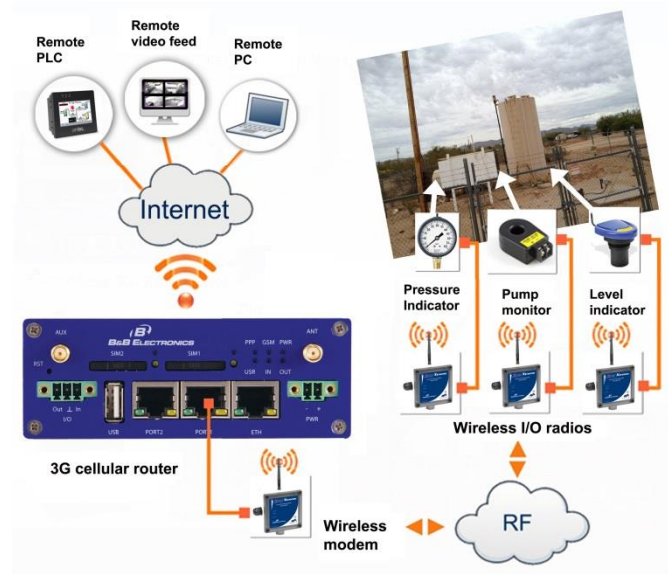 Remote
PLC
Remote
video feed
Remote
PC
Internet
Pressure
Indicator
Pump
monitor
Level
indicator
AUX
B
B&B ELECTRONICS
ANT
SIM2
SIM1
PPP GSM PWR
RST
USR IN OUT
Out ⊥ In
I/O
USB
PORT2
ETH
- +
PWR
Wireless I/O radios
3G cellular router
Wireless
modem
RF